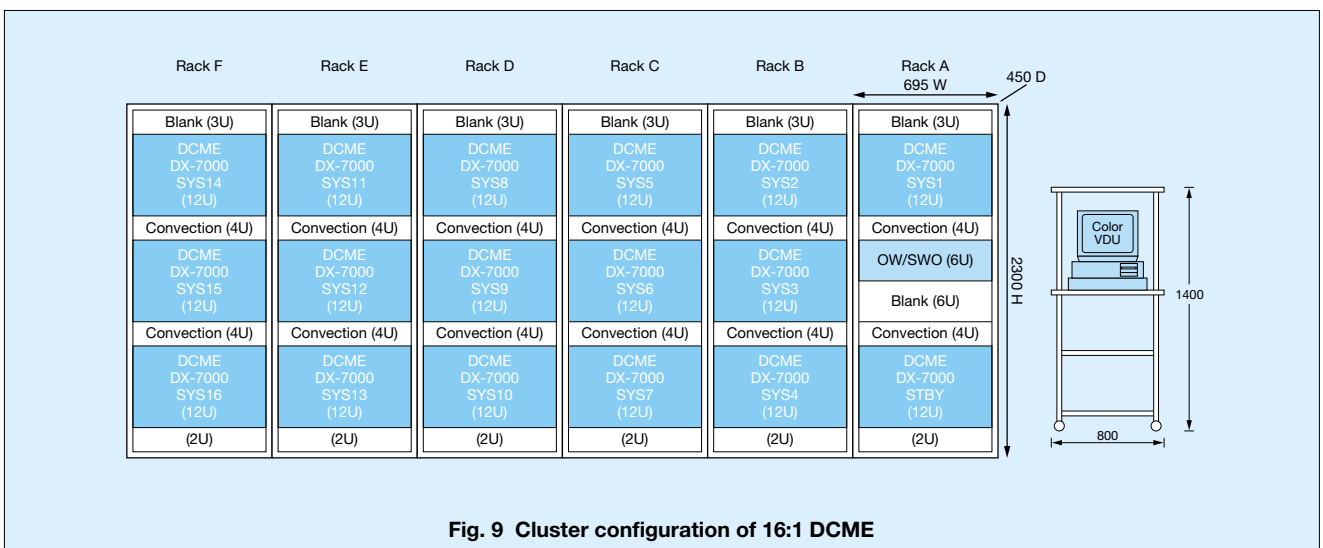 Rack F Rack E Rack D Rack C Rack B Rack A
695 W
450 D
Blank (3U) Blank (3U) Blank (3U) Blank (3U) Blank (3U) Blank (3U)
DCME DCME DCME DCME DCME DCME
DX-7000 DX-7000 DX-7000 DX-7000 DX-7000 DX-7000
SYS14 SYS11 SYS8 SYS5 SYS2 SYS1
(12U) (12U) (12U) (12U) (12U) (12U)
Convection (4U) Convection (4U) Convection (4U) Convection (4U) Convection (4U) Convection (4U)
DCME DCME DCME DCME DCME OW/SWO (6U)
DX-7000 DX-7000 DX-7000 DX-7000 DX-7000
SYS15 SYS12 SYS9 SYS6 SYS3 Blank (6U)
(12U) (12U) (12U) (12U) (12U)
Convection (4U) Convection (4U) Convection (4U) Convection (4U) Convection (4U) Convection (4U)
DCME DCME DCME DCME DCME DCME
DX-7000 DX-7000 DX-7000 DX-7000 DX-7000 DX-7000
SYS16 SYS13 SYS10 SYS7 SYS4 STBY
(12U) (12U) (12U) (12U) (12U) (12U)
(2U) (2U) (2U) (2U) (2U) (2U)
2300 H
Color
VDU
1400
800
Fig. 9 Cluster configuration of 16:1 DCME